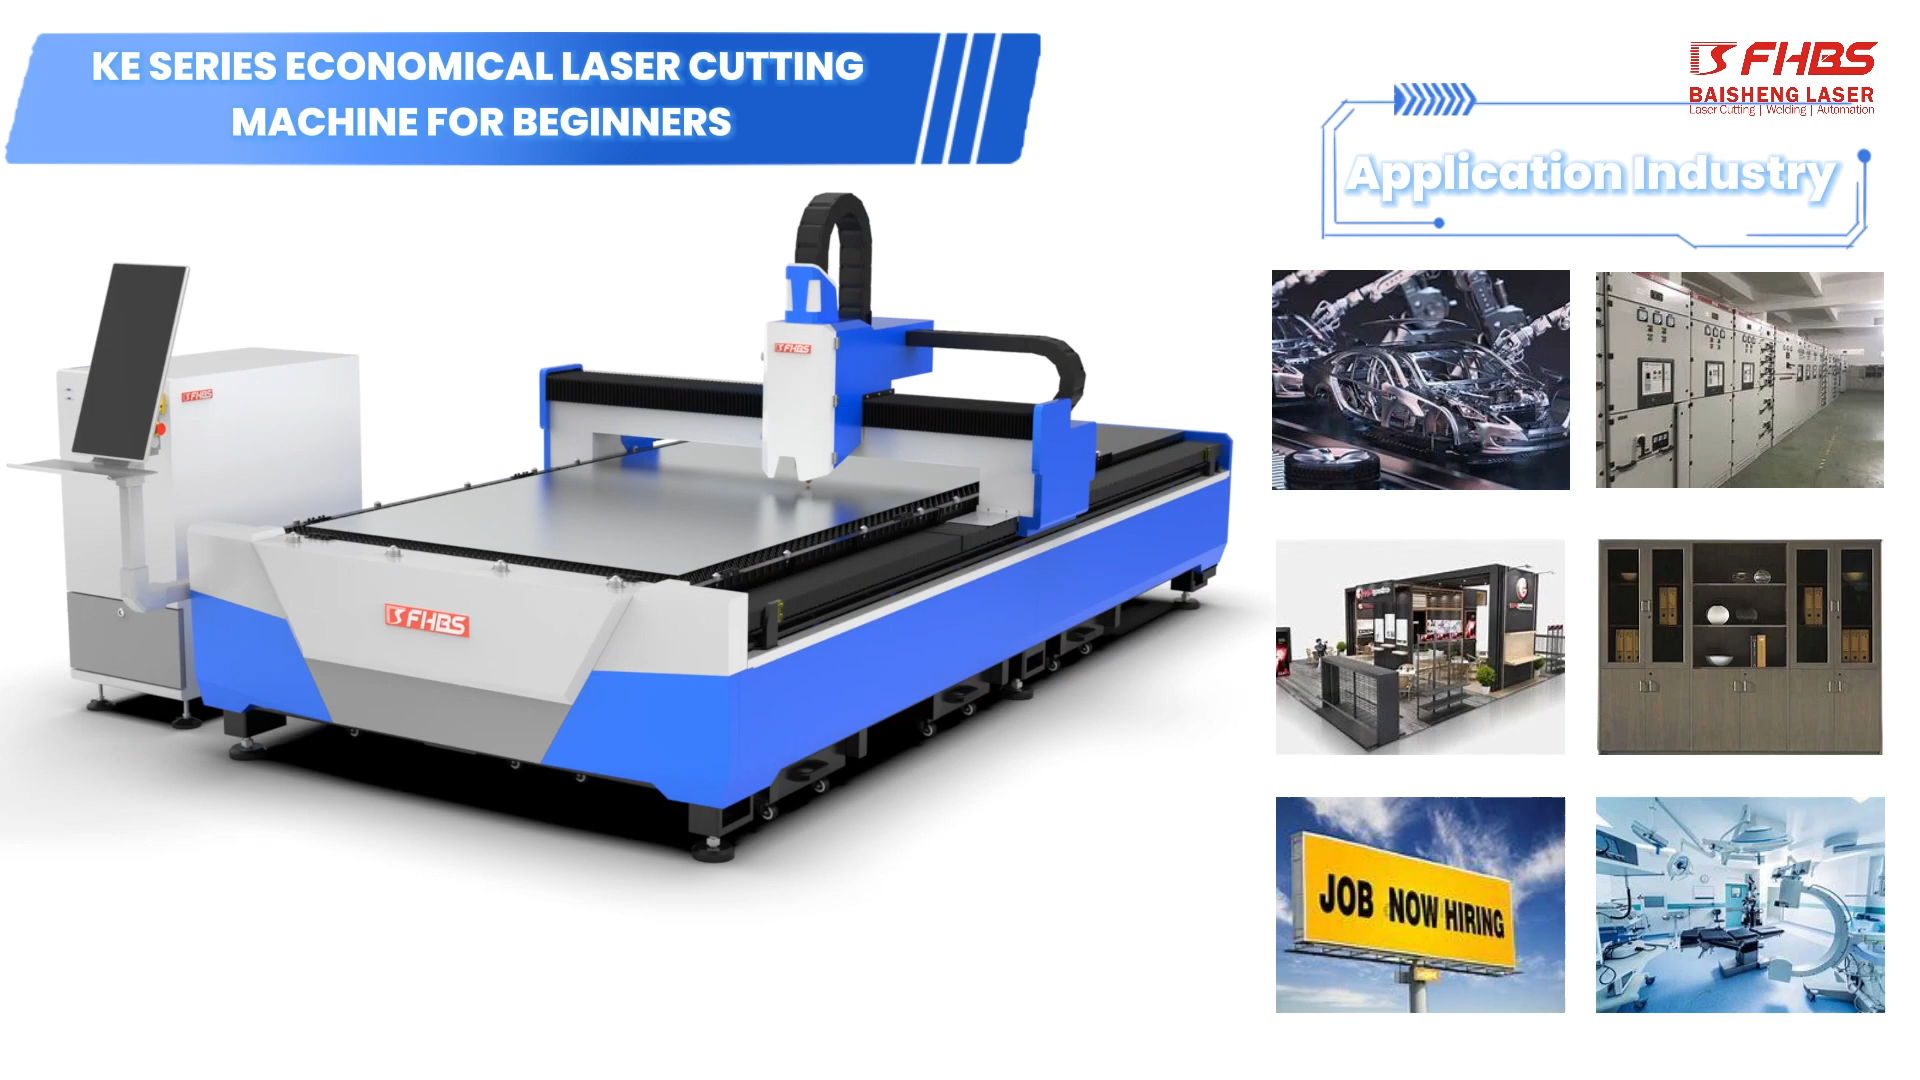 KE SERIES ECONOMICAL LASER CUTTING
MACHINE FOR BEGINNERS
FHBS
BAISHENG LASER
Laser Cutting | Welding | Automation
Application Industry
FHBS
FHBS
FHBS
JOB NOW HIRING